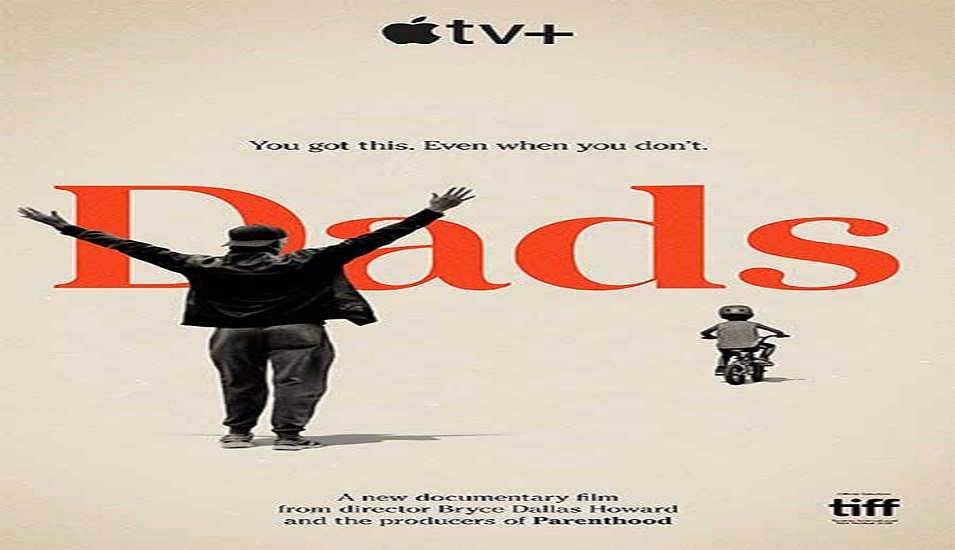 tv+
You got this. Even when you don't.
Dads
A new documentary film
from director Bryce Dallas Howard
and the producers of Parenthood
tiff